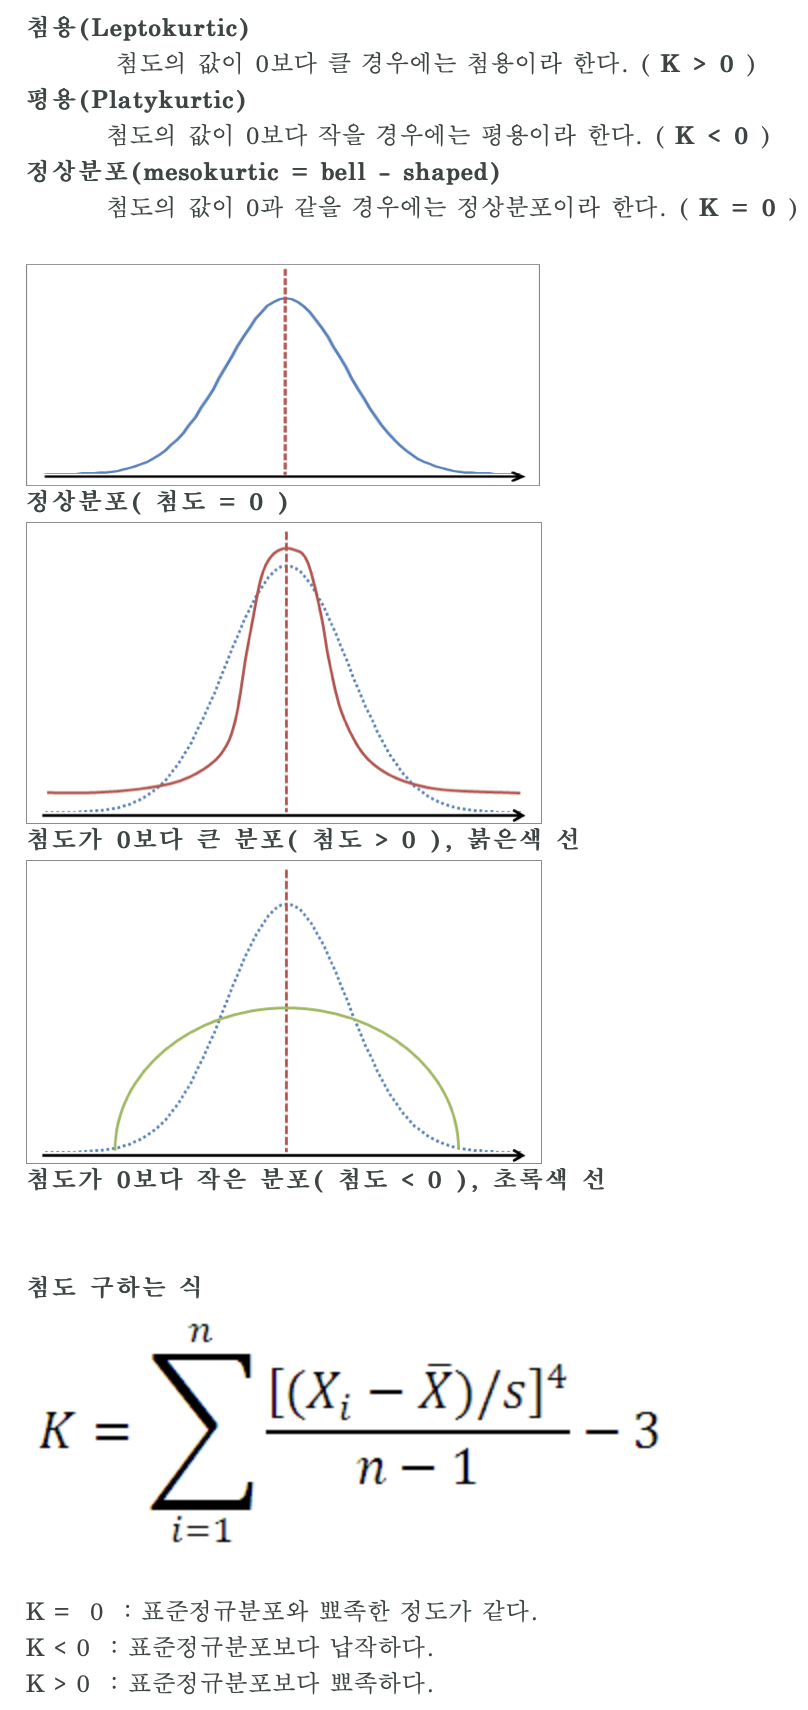 첨용(Leptokurtic)
첨도의 값이 0보다 클 경우에는 첨용이라 한다. ( K > 0 )
평용(Platykurtic)
첨도의 값이 0보다 작을 경우에는 평용이라 한다. ( K < 0 )
정상분포(mesokurtic = bell - shaped)
첨도의 값이 0과 같을 경우에는 정상분포이라 한다. ( K = 0 )
정상분포( 첨도 = 0 )
첨도가 0보다 큰 분포( 첨도 > 0 ), 붉은색 선
첨도가 0보다 작은 분포( 첨도 < 0 ), 초록색 선
첨도 구하는 식
K = ∑_{i=1}^{n} [(X_i − X̄)/s]^4 / (n − 1) − 3
K = 0 : 표준정규분포와 뾰족한 정도가 같다.
K < 0 : 표준정규분포보다 납작하다.
K > 0 : 표준정규분포보다 뾰족하다.